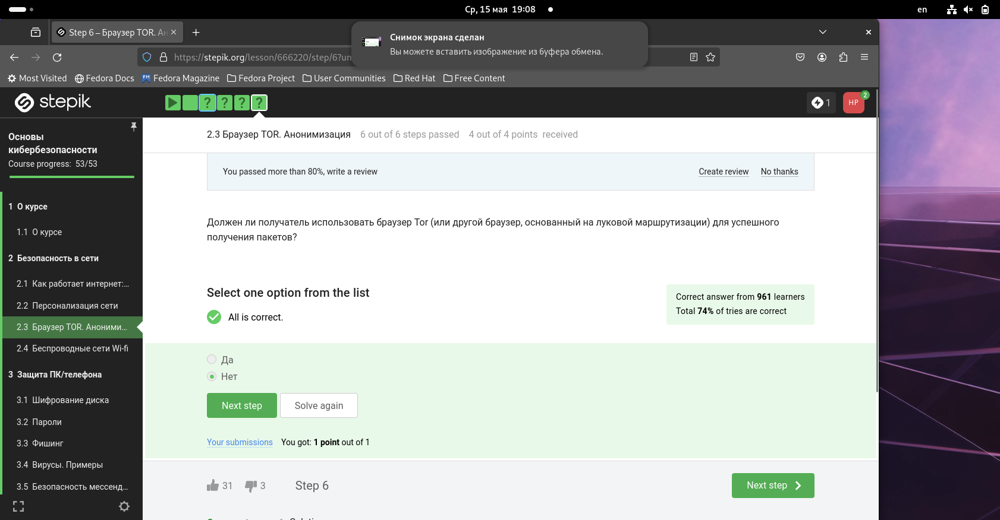 Ср, 15 мая 19:08
en
Step 6 – Браузер TOR. Ан
Снимок экрана сделан
Вы можете вставить изображение из буфера обмена.
https://stepik.org/lesson/666220/step/6?un
Most Visited
Fedora Docs
Fedora Magazine
Fedora Project
User Communities
Red Hat
Free Content
stepik
?
?
?
?
1
HP
2
Основы
кибербезопасности
Course progress: 53/53
1 О курсе
1.1 О курсе
2 Безопасность в сети
2.1 Как работает интернет:...
2.2 Персонализация сети
2.3 Браузер TOR. Аноними...
2.4 Беспроводные сети Wi-fi
3 Защита ПК/телефона
3.1 Шифрование диска
3.2 Пароли
3.3 Фишинг
3.4 Вирусы. Примеры
3.5 Безопасность мессенд...
2.3 Браузер TOR. Анонимизация 6 out of 6 steps passed 4 out of 4 points received
You passed more than 80%, write a review
Create review
No thanks
Должен ли получатель использовать браузер Tor (или другой браузер, основанный на луковой маршрутизации) для успешного
получения пакетов?
Select one option from the list
Correct answer from 961 learners
Total 74% of tries are correct
All is correct.
Да
Нет
Next step
Solve again
Your submissions You got: 1 point out of 1
31
3
Step 6
Next step